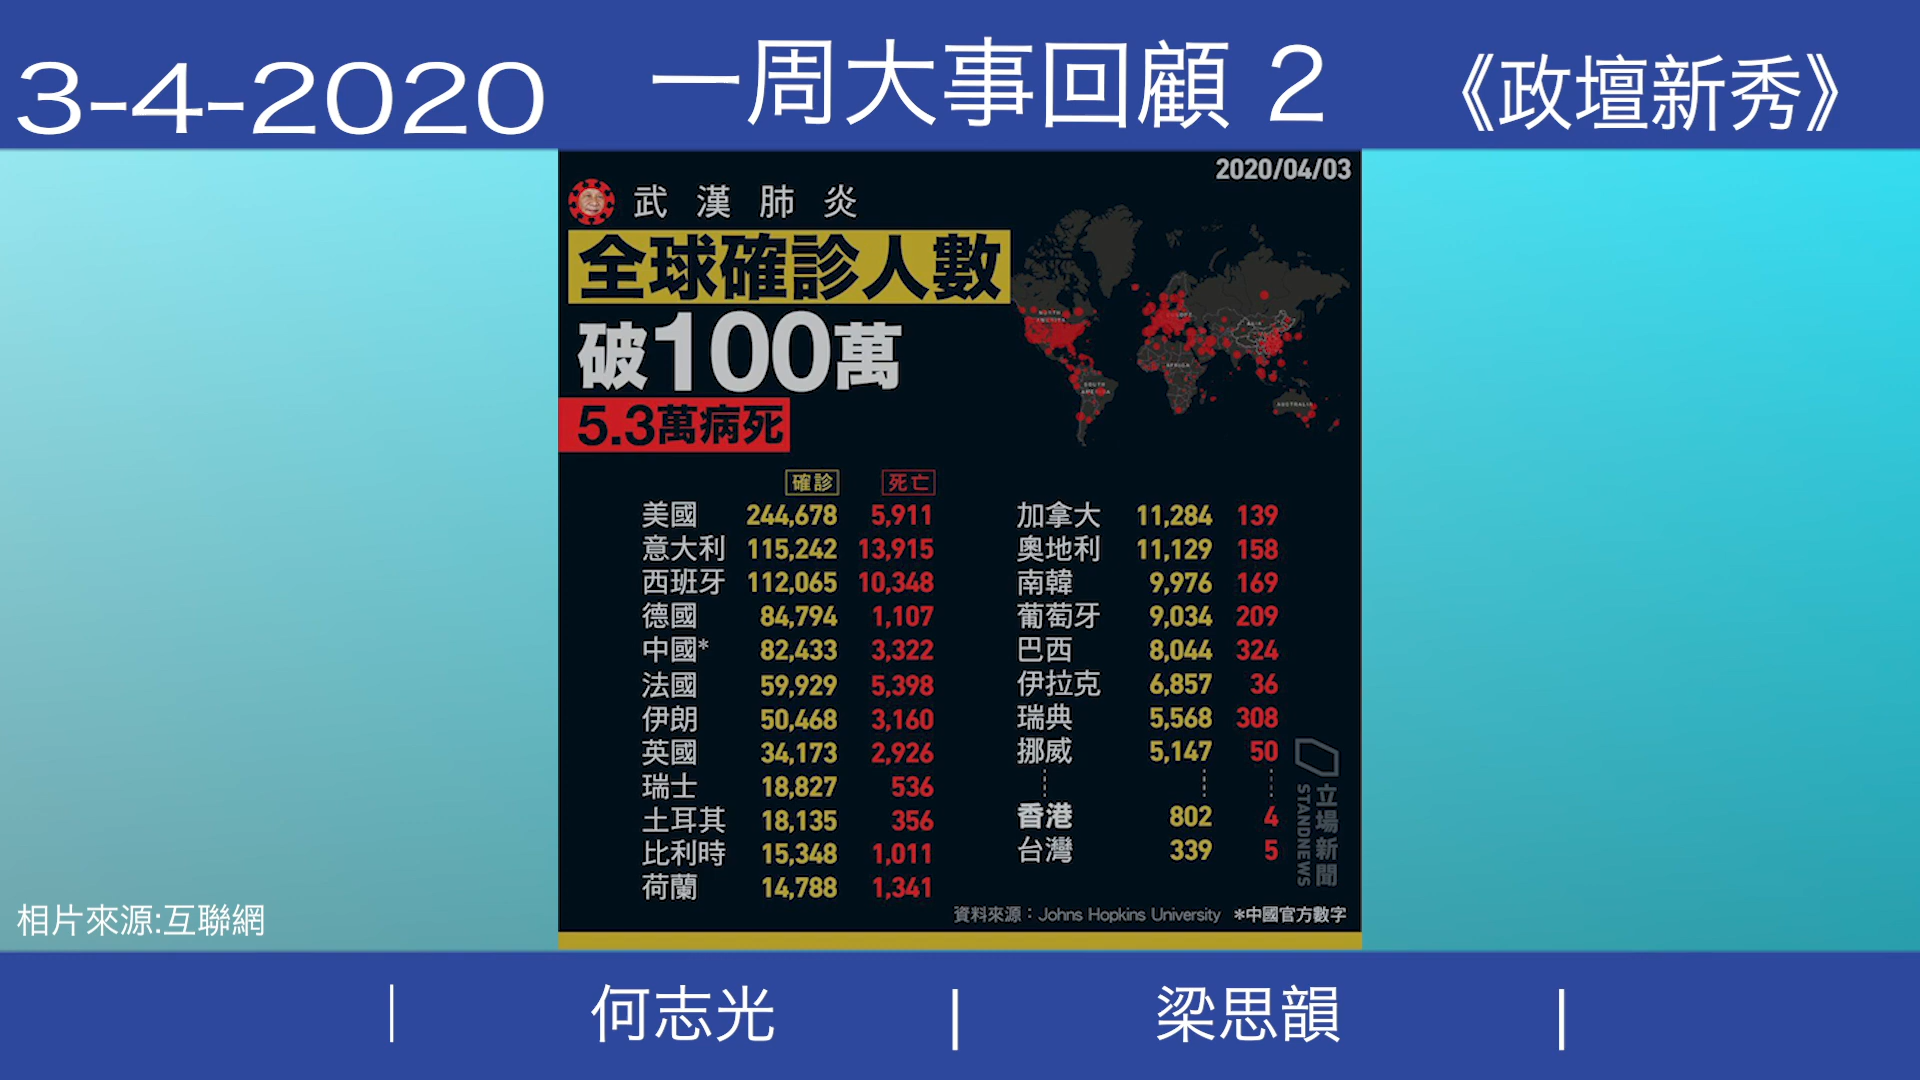 3-4-2020 一周大事回顧 2 《政壇新秀》
2020/04/03
武漢肺炎
全球確診人數
破100萬
5.3萬病死
NORTH AMERICA
EUROPE
ASIA
AFRICA
SOUTH AMERICA
AUSTRALIA
確診 死亡
美國 244,678 5,911
意大利 115,242 13,915
西班牙 112,065 10,348
德國 84,794 1,107
中國* 82,433 3,322
法國 59,929 5,398
伊朗 50,468 3,160
英國 34,173 2,926
瑞士 18,827 536
土耳其 18,135 356
比利時 15,348 1,011
荷蘭 14,788 1,341
加拿大 11,284 139
奧地利 11,129 158
南韓 9,976 169
葡萄牙 9,034 209
巴西 8,044 324
伊拉克 6,857 36
瑞典 5,568 308
挪威 5,147 50
香港 802 4
台灣 339 5
立場新聞
STANDNEWS
資料來源：Johns Hopkins University *中國官方數字
相片來源:互聯網
| 何志光 | 梁思韻 |